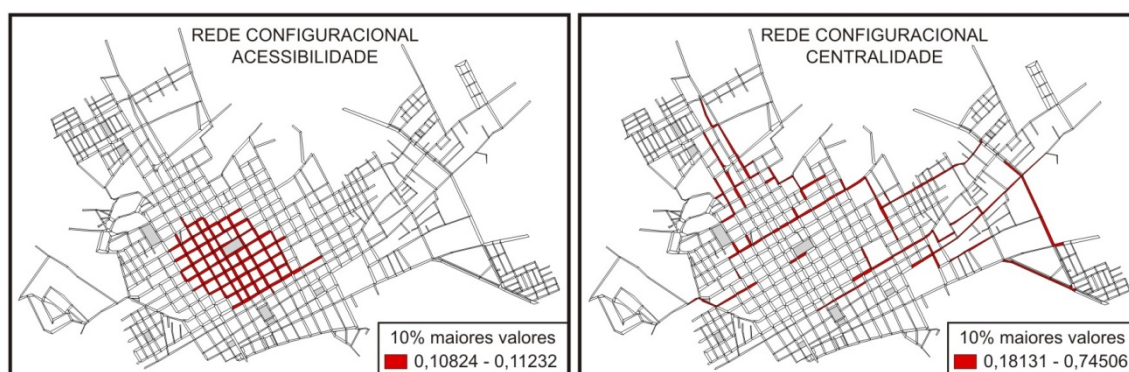 REDE CONFIGURACIONAL
ACESSIBILIDADE
10% maiores valores
0,10824 - 0,11232
REDE CONFIGURACIONAL
CENTRALIDADE
10% maiores valores
0,18131 - 0,74506